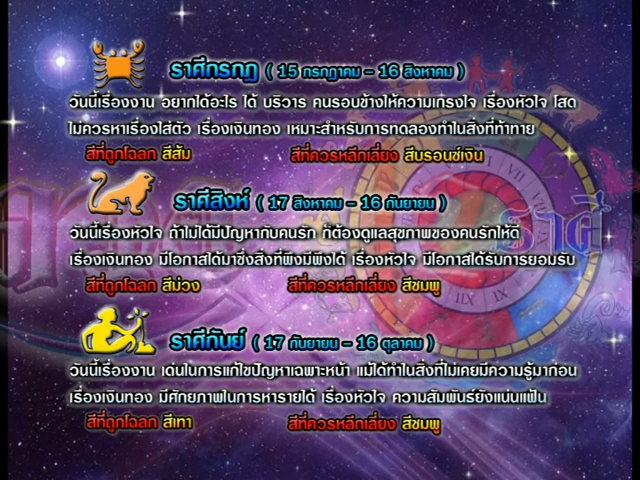 ราศีกรกฎ ( 15 กรกฎาคม - 16 สิงหาคม )
วันนี้เรื่องงาน อยากได้อะไร ได้ บริวาร คนรอบข้างให้ความเกรงใจ เรื่องหัวใจ โสด
ไม่ควรหาเรื่องใส่ตัว เรื่องเงินทอง เหมาะสำหรับการทดลองทำในสิ่งที่ท้าทาย
สีที่ถูกโฉลก สีส้ม สีที่ควรหลีกเลี่ยง สีบรอนซ์เงิน
ราศีสิงห์ ( 17 สิงหาคม - 16 กันยายน )
วันนี้เรื่องหัวใจ ถ้าไม่ได้มีปัญหากับคนรัก ก็ต้องดูแลสุขภาพของคนรักให้ดี
เรื่องเงินทอง มีโอกาสได้มาซึ่งสิ่งที่พึงมีพึงได้ เรื่องหัวใจ มีโอกาสได้รับการยอมรับ
สีที่ถูกโฉลก สีม่วง สีที่ควรหลีกเลี่ยง สีชมพู
ราศีกันย์ ( 17 กันยายน - 16 ตุลาคม )
วันนี้เรื่องงาน เด่นในการแก้ไขปัญหาเฉพาะหน้า แม้ได้ทำในสิ่งที่ไม่เคยมีความรู้มาก่อน
เรื่องเงินทอง มีศักยภาพในการหารายได้ เรื่องหัวใจ ความสัมพันธ์ยังแน่นแฟ้น
สีที่ถูกโฉลก สีเทา สีที่ควรหลีกเลี่ยง สีชมพู